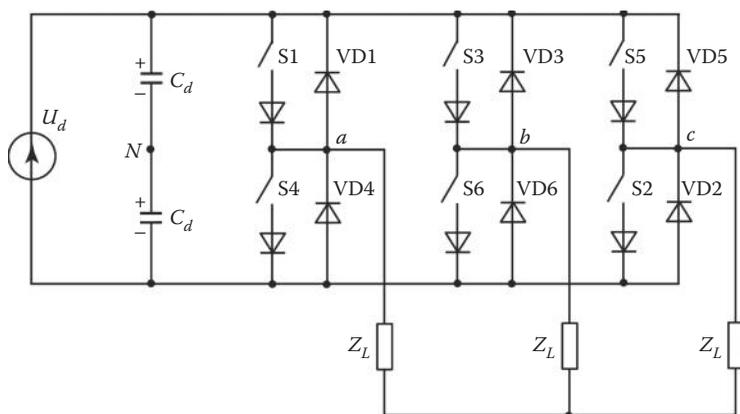 S1 VD1 S3 VD3 S5 VD5
+
−
C_d
U_d
N
a b c
+
−
C_d
S4 VD4 S6 VD6 S2 VD2
Z_L Z_L Z_L